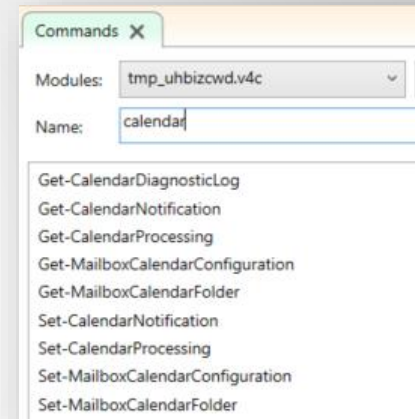 Commands
Modules: tmp_uhbizcwd.v4c
Name: calendar
Get-CalendarDiagnosticLog
Get-CalendarNotification
Get-CalendarProcessing
Get-MailboxCalendarConfiguration
Get-MailboxCalendarFolder
Set-CalendarNotification
Set-CalendarProcessing
Set-MailboxCalendarConfiguration
Set-MailboxCalendarFolder